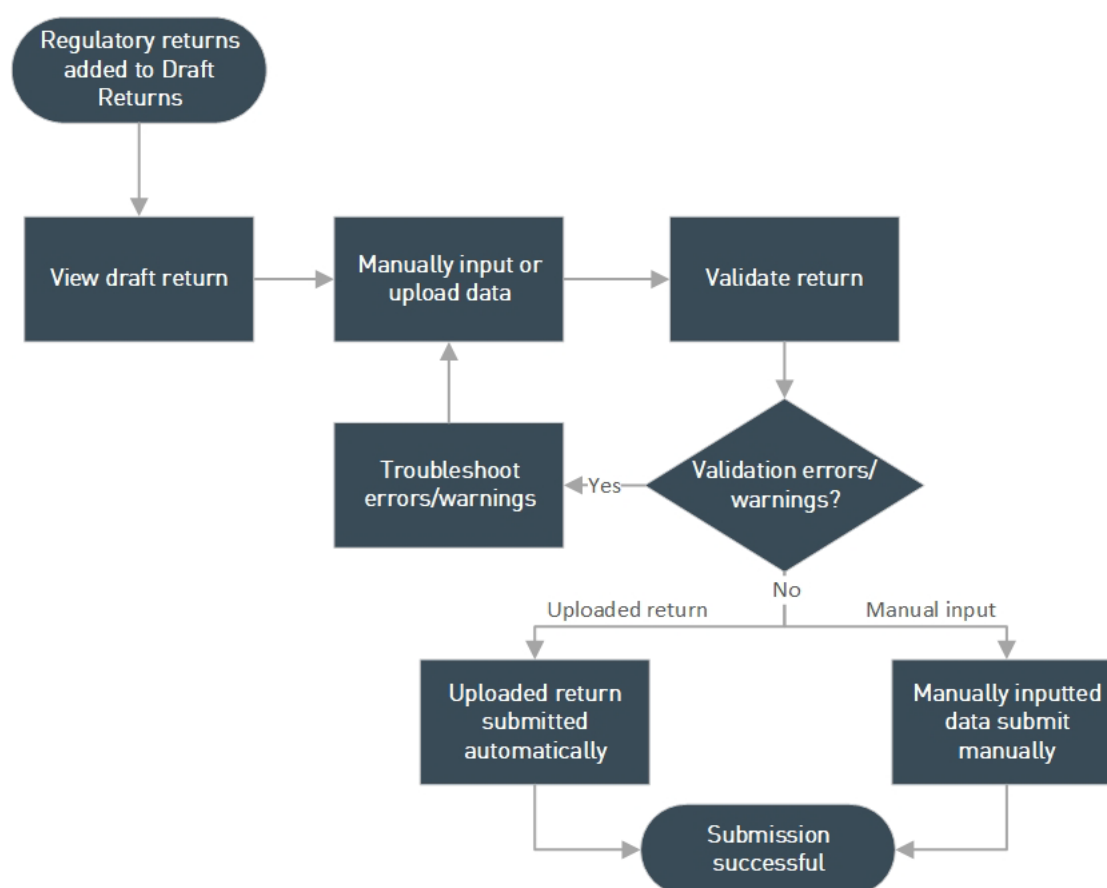 Regulatory returns
added to Draft
Returns
View draft return
Manually input or
upload data
Validate return
Troubleshoot
errors/warnings
Yes
Validation errors/
warnings?
No
Uploaded return
Manual input
Uploaded return
submitted
automatically
Manually inputted
data submit
manually
Submission
successful